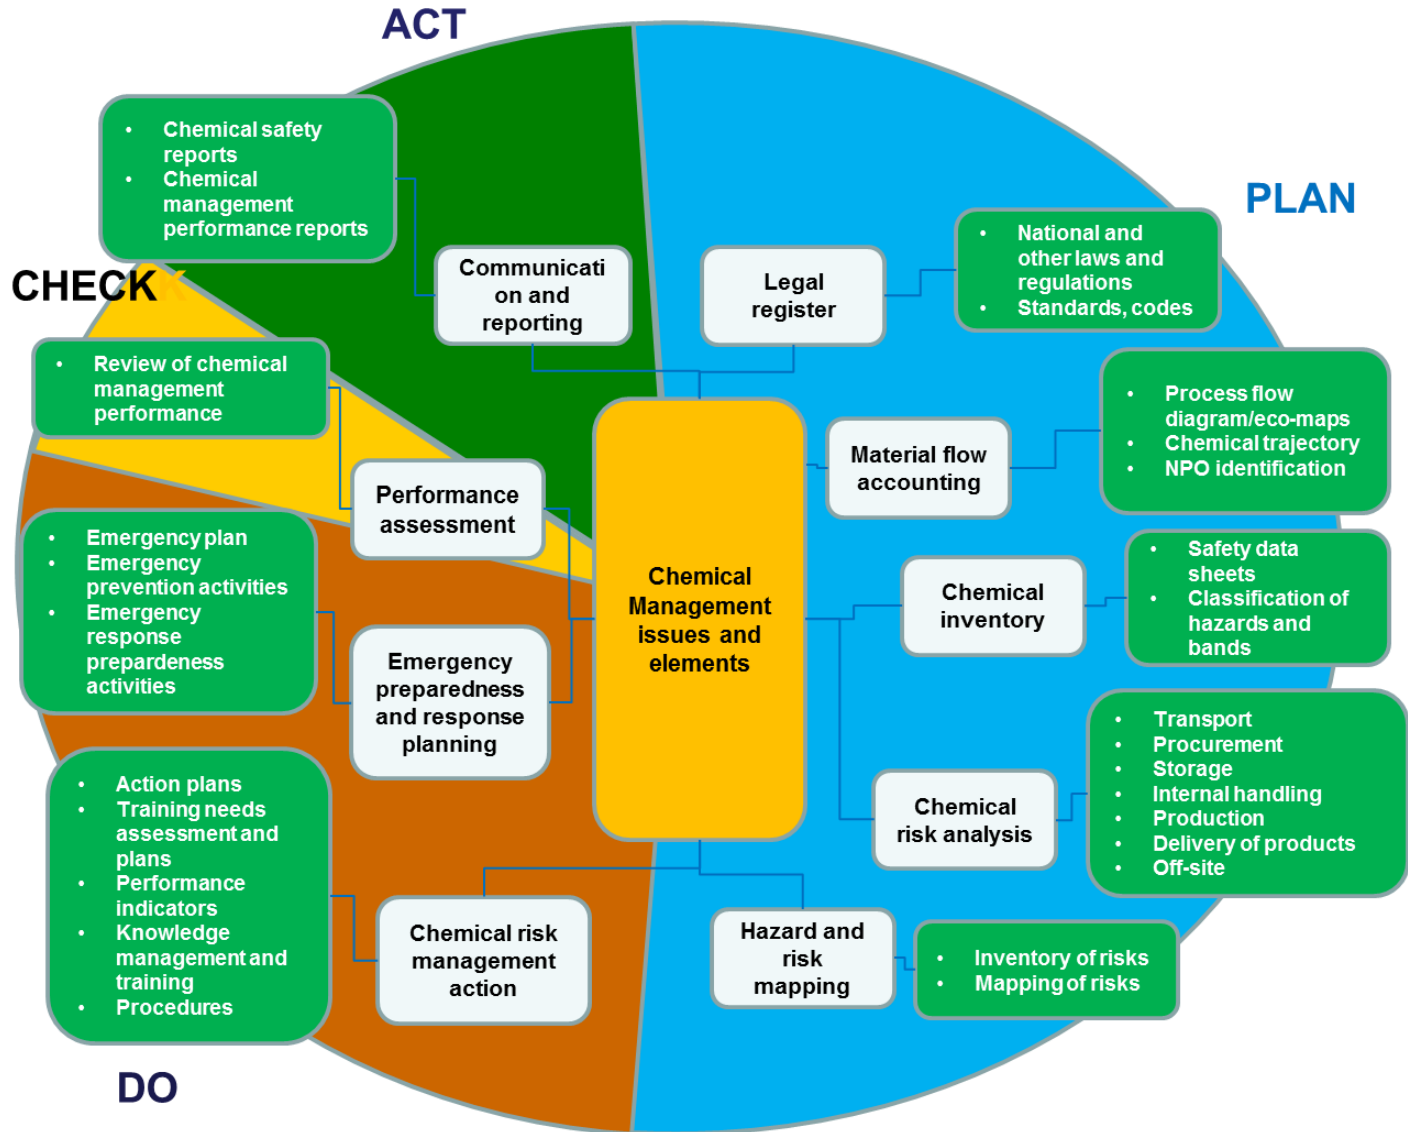 ACT
• Chemical safety
reports
• Chemical
management
performance reports
PLAN
• National and
other laws and
regulations
• Standards, codes
Communicati
on and
reporting
Legal
register
CHECKK
• Review of chemical
management
performance
• Process flow
diagram/eco-maps
• Chemical trajectory
• NPO identification
Material flow
accounting
Performance
assessment
• Emergency plan
• Emergency
prevention activities
• Emergency
response
prepardeness
activities
Chemical
Management
issues and
elements
Chemical
inventory
• Safety data
sheets
• Classification of
hazards and
bands
Emergency
preparedness
and response
planning
• Transport
• Procurement
• Storage
• Internal handling
• Production
• Delivery of products
• Off-site
Chemical
risk analysis
• Action plans
• Training needs
assessment and
plans
• Performance
indicators
• Knowledge
management and
training
• Procedures
Chemical risk
management
action
Hazard and
risk
mapping
• Inventory of risks
• Mapping of risks
DO